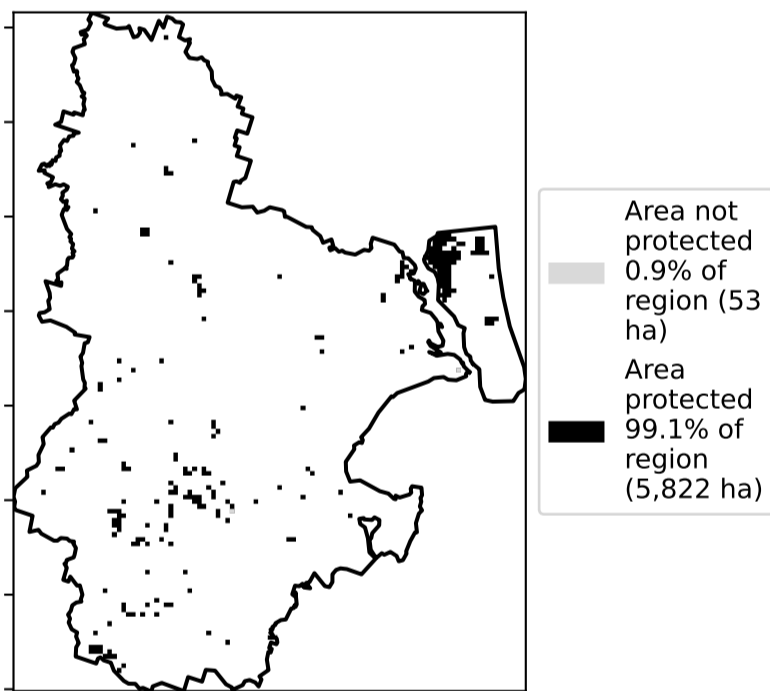 Area not
protected
0.9% of
region (53
ha)
Area
protected
99.1% of
region
(5,822 ha)